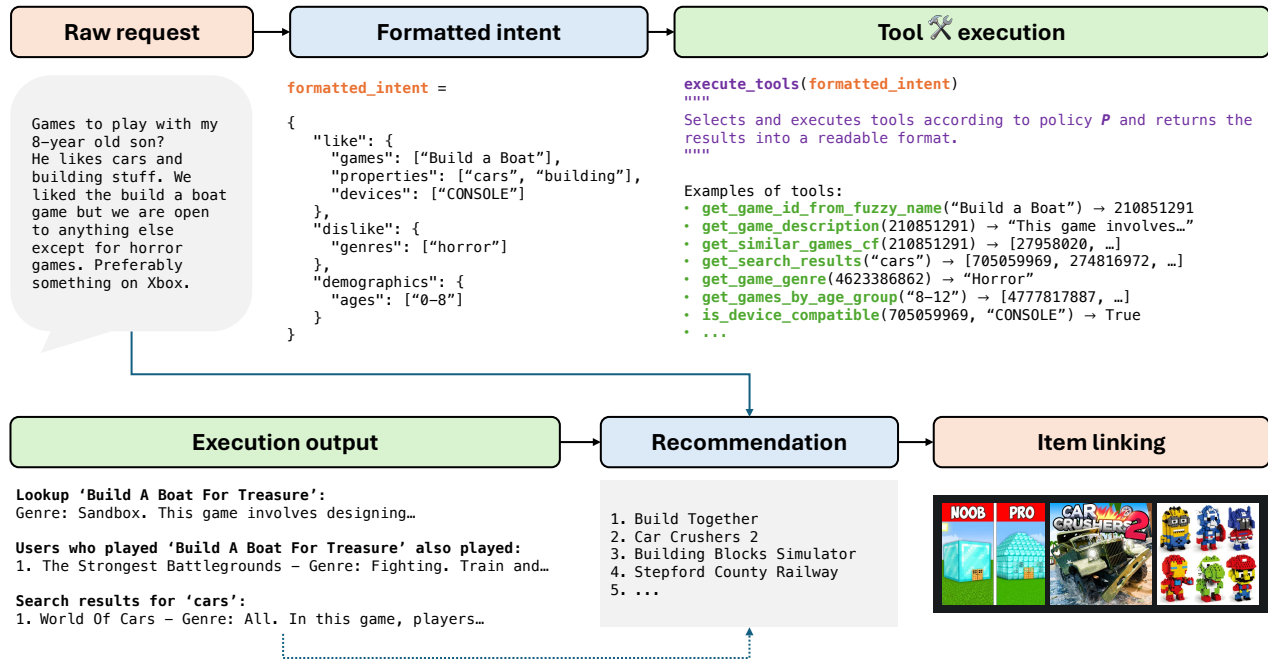 Raw request
Formatted intent
Tool 🛠 execution
Games to play with my
8-year old son?
He likes cars and
building stuff. We
liked the build a boat
game but we are open
to anything else
except for horror
games. Preferably
something on Xbox.
formatted_intent =
{
"like": {
"games": [“Build a Boat”],
"properties": [“cars”, “building”],
"devices": [“CONSOLE”]
},
"dislike": {
"genres": [“horror”]
},
"demographics": {
"ages": [“0–8”]
}
}
execute_tools(formatted_intent)
"""
Selects and executes tools according to policy P and returns the
results into a readable format.
"""
Examples of tools:
• get_game_id_from_fuzzy_name(“Build a Boat”) → 210851291
• get_game_description(210851291) → “This game involves…”
• get_similar_games_cf(210851291) → [27958020, …]
• get_search_results(“cars”) → [705059969, 274816972, …]
• get_game_genre(4623386862) → “Horror”
• get_games_by_age_group(“8–12”) → [4777817887, …]
• is_device_compatible(705059969, “CONSOLE”) → True
• ...
Execution output
Recommendation
Item linking
Lookup ‘Build A Boat For Treasure’:
Genre: Sandbox. This game involves designing…
Users who played ‘Build A Boat For Treasure’ also played:
1. The Strongest Battlegrounds – Genre: Fighting. Train and…
Search results for ‘cars’:
1. World Of Cars – Genre: All. In this game, players…
1. Build Together
2. Car Crushers 2
3. Building Blocks Simulator
4. Stepford County Railway
5. ...
NOOB
PRO
CAR
CRUSHERS
2